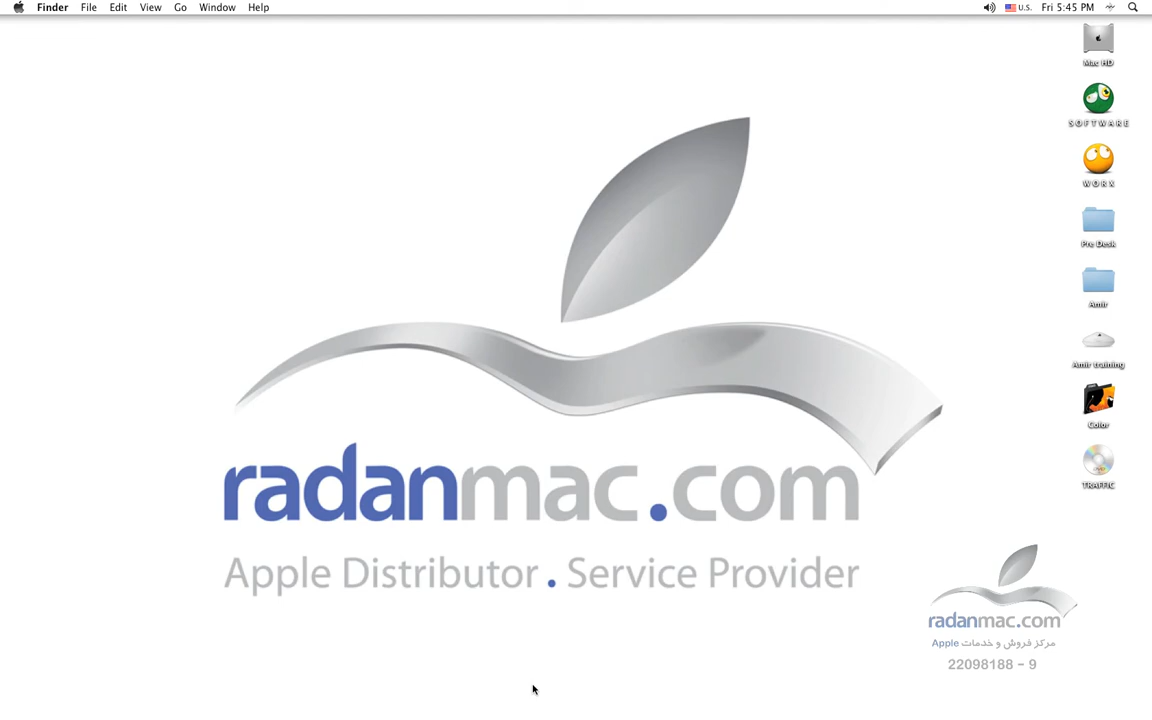 Finder File Edit View Go Window Help U.S. Fri 5:45 PM
Mac HD
SOFTWARE
WORX
Pre Desk
Amir
Amir training
Color
TRAFFIC
radanmac.com
Apple Distributor . Service Provider
radanmac.com
مرکز فروش و خدمات Apple
22098188 - 9